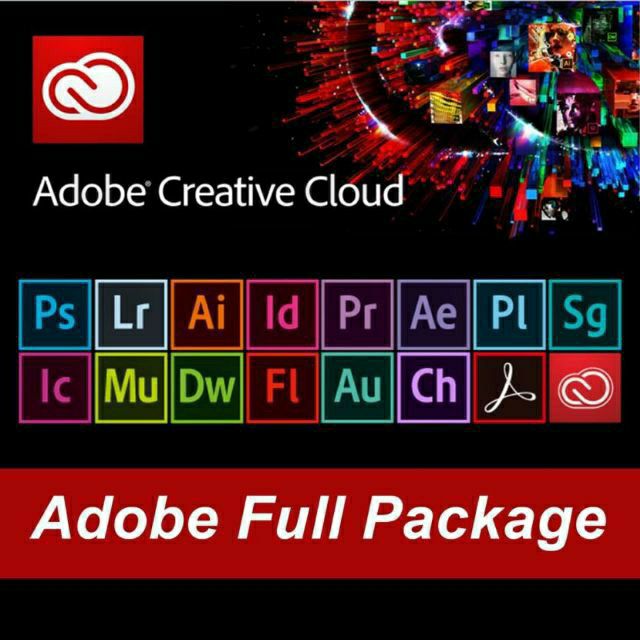 Adobe® Creative Cloud
Ps Lr Ai Id Pr Ae Pl Sg
Ic Mu Dw Fl Au Ch
Adobe Full Package